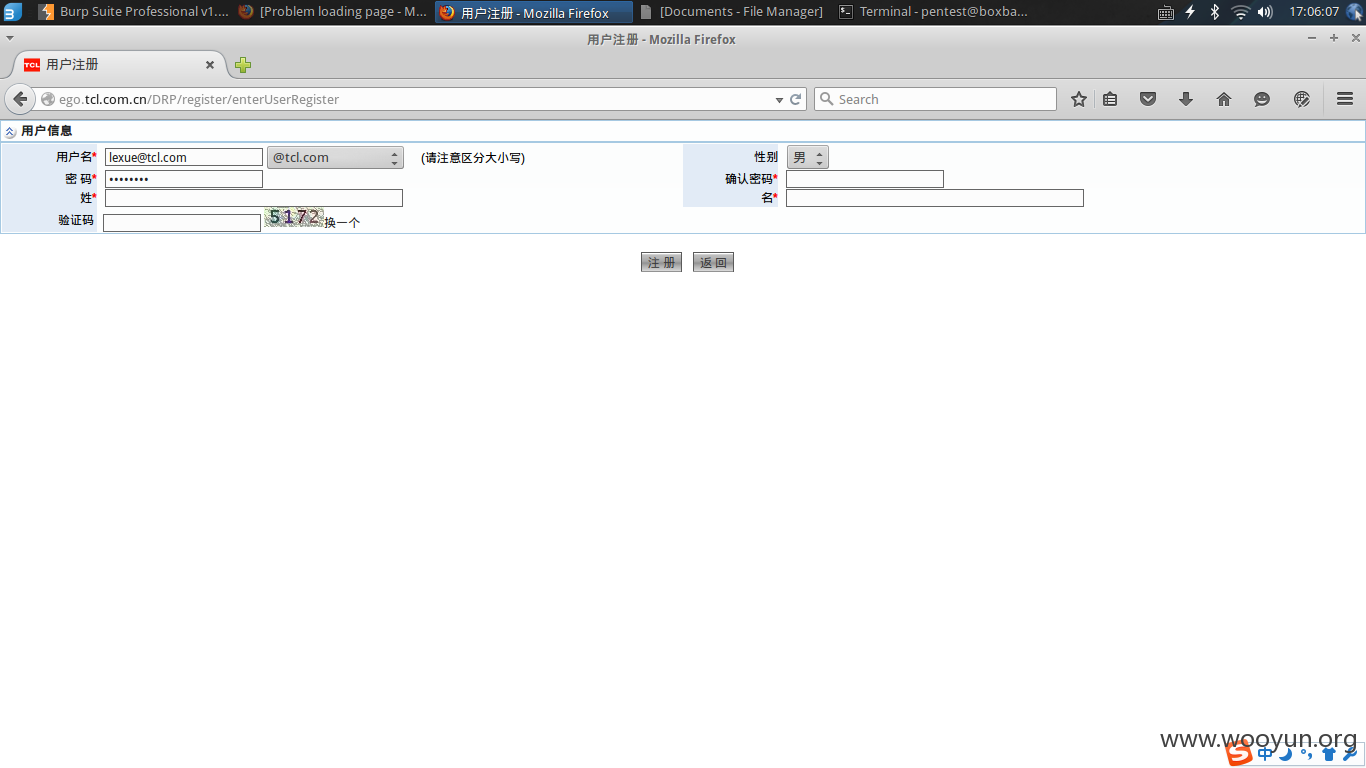 Burp Suite Professional v1.... [Problem loading page - M... 用户注册 - Mozilla Firefox [Documents - File Manager] Terminal - pentest@boxba... 17:06:07
用户注册 - Mozilla Firefox
TCL 用户注册
ego.tcl.com.cn/DRP/register/enterUserRegister Search
用户信息
用户名* lexue@tcl.com @tcl.com (请注意区分大小写) 性别 男
密 码* •••••••• 确认密码*
姓* 名*
验证码 5172 换一个
注 册 返 回
www.wooyun.org
S 中